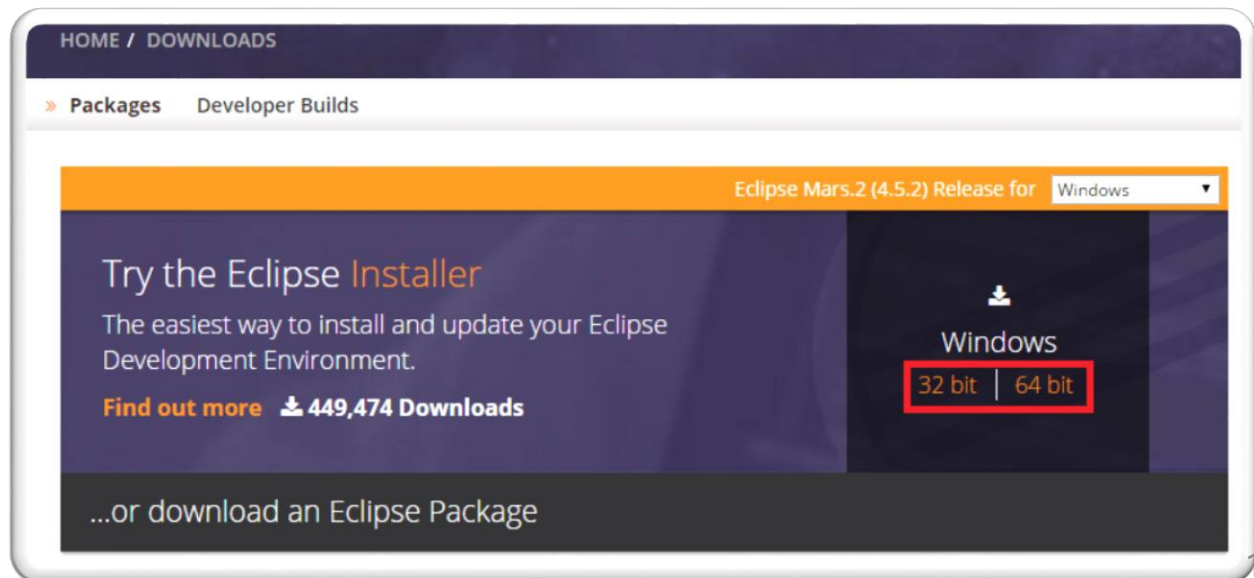 HOME / DOWNLOADS
» Packages Developer Builds
Eclipse Mars.2 (4.5.2) Release for Windows
Try the Eclipse Installer
The easiest way to install and update your Eclipse
Development Environment.
Find out more 449,474 Downloads
Windows
32 bit | 64 bit
...or download an Eclipse Package